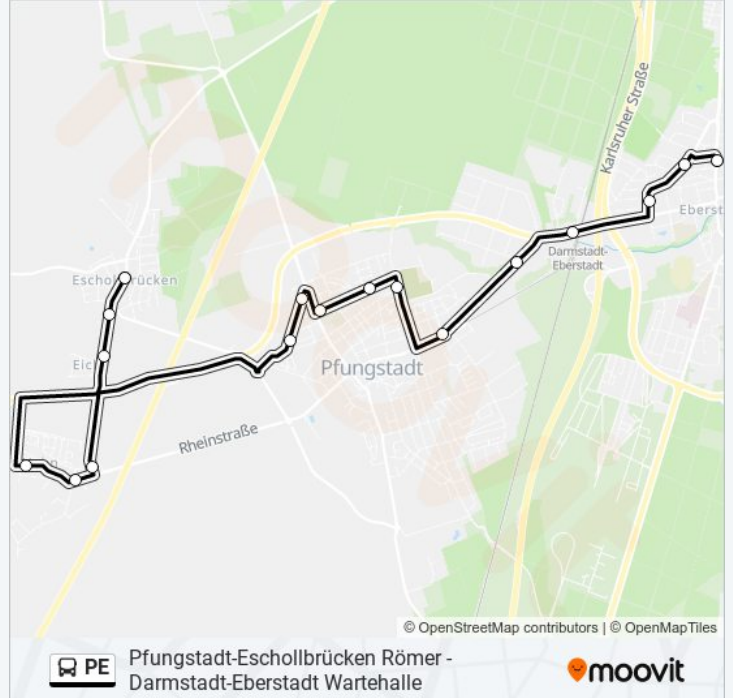 Karlsruher Straße
Eberst
Darmstadt-
Eberstadt
Eschollbrücken
Eich
Pfungstadt
Rheinstraße
© OpenStreetMap contributors | © OpenMapTiles
PE
Pfungstadt-Eschollbrücken Römer -
Darmstadt-Eberstadt Wartehalle
moovit